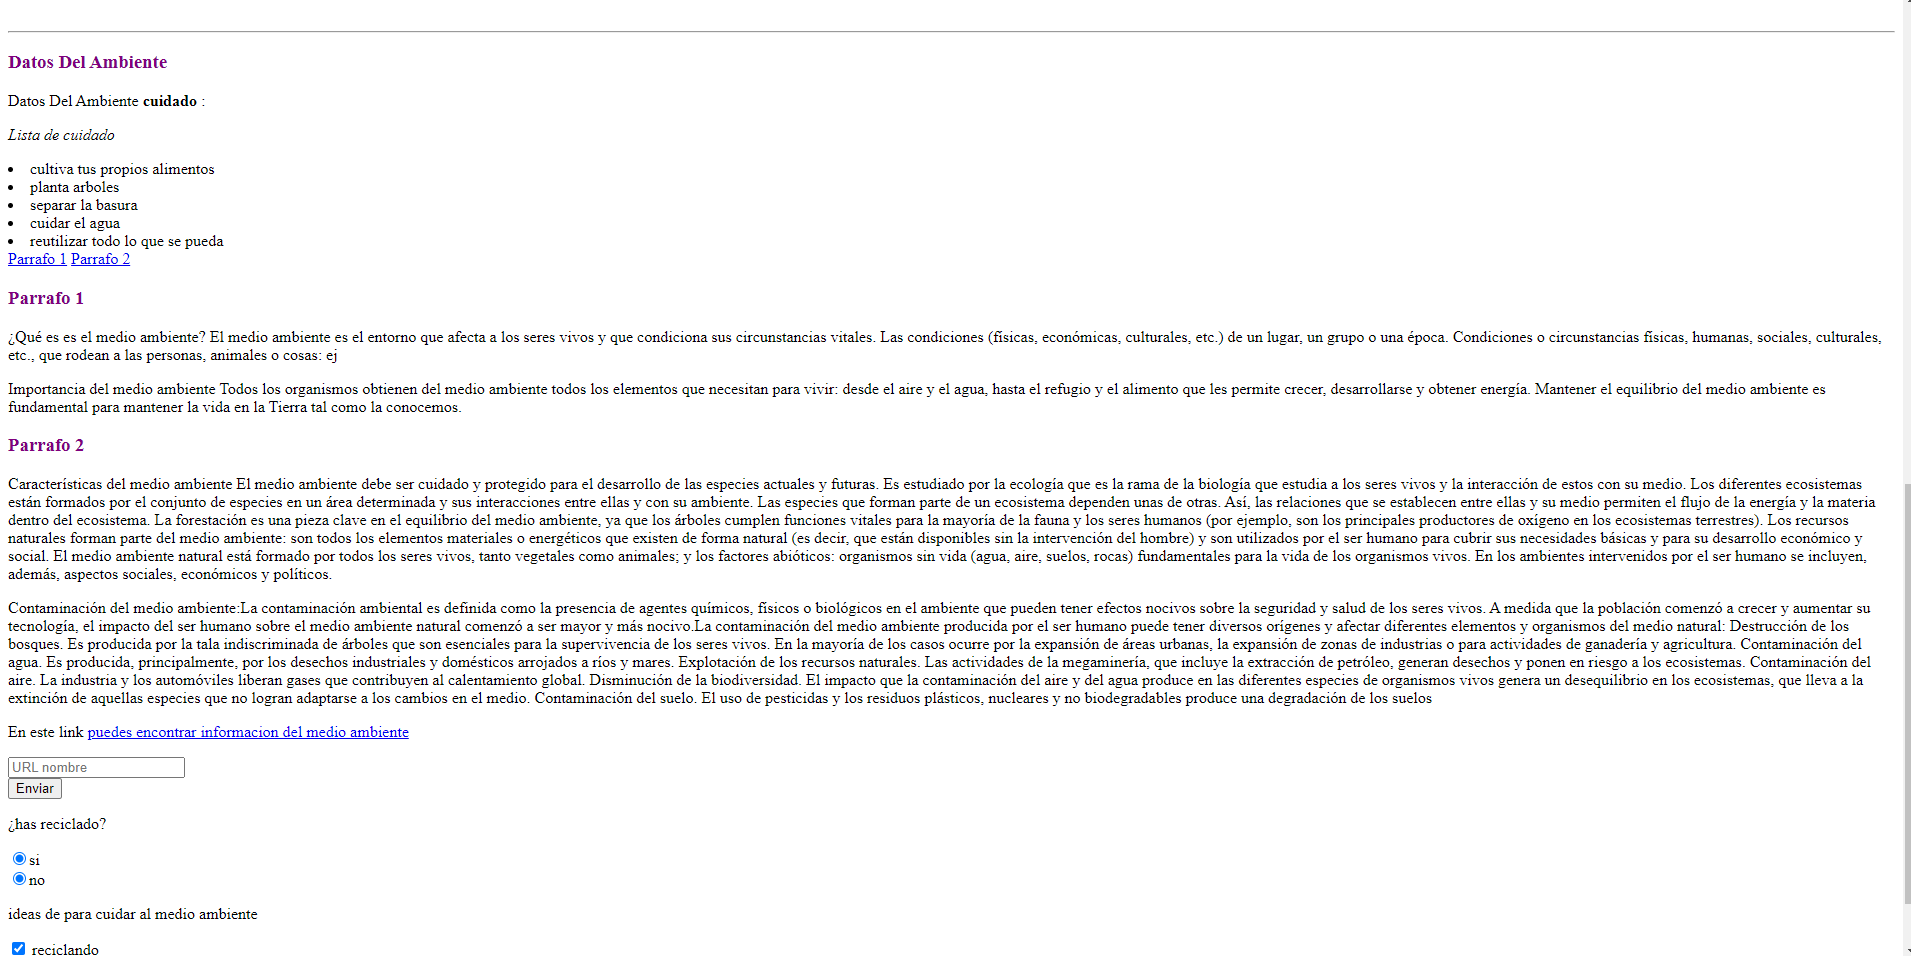 Datos Del Ambiente
Datos Del Ambiente cuidado :
Lista de cuidado
cultiva tus propios alimentos
planta arboles
separar la basura
cuidar el agua
reutilizar todo lo que se pueda
Parrafo 1 Parrafo 2
Parrafo 1
¿Qué es es el medio ambiente? El medio ambiente es el entorno que afecta a los seres vivos y que condiciona sus circunstancias vitales. Las condiciones (físicas, económicas, culturales, etc.) de un lugar, un grupo o una época. Condiciones o circunstancias físicas, humanas, sociales, culturales,
etc., que rodean a las personas, animales o cosas: ej
Importancia del medio ambiente Todos los organismos obtienen del medio ambiente todos los elementos que necesitan para vivir: desde el aire y el agua, hasta el refugio y el alimento que les permite crecer, desarrollarse y obtener energía. Mantener el equilibrio del medio ambiente es
fundamental para mantener la vida en la Tierra tal como la conocemos.
Parrafo 2
Características del medio ambiente El medio ambiente debe ser cuidado y protegido para el desarrollo de las especies actuales y futuras. Es estudiado por la ecología que es la rama de la biología que estudia a los seres vivos y la interacción de estos con su medio. Los diferentes ecosistemas
están formados por el conjunto de especies en un área determinada y sus interacciones entre ellas y con su ambiente. Las especies que forman parte de un ecosistema dependen unas de otras. Así, las relaciones que se establecen entre ellas y su medio permiten el flujo de la energía y la materia
dentro del ecosistema. La forestación es una pieza clave en el equilibrio del medio ambiente, ya que los árboles cumplen funciones vitales para la mayoría de la fauna y los seres humanos (por ejemplo, son los principales productores de oxígeno en los ecosistemas terrestres). Los recursos
naturales forman parte del medio ambiente: son todos los elementos materiales o energéticos que existen de forma natural (es decir, que están disponibles sin la intervención del hombre) y son utilizados por el ser humano para cubrir sus necesidades básicas y para su desarrollo económico y
social. El medio ambiente natural está formado por todos los seres vivos, tanto vegetales como animales; y los factores abióticos: organismos sin vida (agua, aire, suelos, rocas) fundamentales para la vida de los organismos vivos. En los ambientes intervenidos por el ser humano se incluyen,
además, aspectos sociales, económicos y políticos.
Contaminación del medio ambiente:La contaminación ambiental es definida como la presencia de agentes químicos, físicos o biológicos en el ambiente que pueden tener efectos nocivos sobre la seguridad y salud de los seres vivos. A medida que la población comenzó a crecer y aumentar su
tecnología, el impacto del ser humano sobre el medio ambiente natural comenzó a ser mayor y más nocivo.La contaminación del medio ambiente producida por el ser humano puede tener diversos orígenes y afectar diferentes elementos y organismos del medio natural: Destrucción de los
bosques. Es producida por la tala indiscriminada de árboles que son esenciales para la supervivencia de los seres vivos. En la mayoría de los casos ocurre por la expansión de áreas urbanas, la expansión de zonas de industrias o para actividades de ganadería y agricultura. Contaminación del
agua. Es producida, principalmente, por los desechos industriales y domésticos arrojados a ríos y mares. Explotación de los recursos naturales. Las actividades de la megaminería, que incluye la extracción de petróleo, generan desechos y ponen en riesgo a los ecosistemas. Contaminación del
aire. La industria y los automóviles liberan gases que contribuyen al calentamiento global. Disminución de la biodiversidad. El impacto que la contaminación del aire y del agua produce en las diferentes especies de organismos vivos genera un desequilibrio en los ecosistemas, que lleva a la
extinción de aquellas especies que no logran adaptarse a los cambios en el medio. Contaminación del suelo. El uso de pesticidas y los residuos plásticos, nucleares y no biodegradables produce una degradación de los suelos
En este link puedes encontrar informacion del medio ambiente
URL nombre
Enviar
¿has reciclado?
si
no
ideas de para cuidar al medio ambiente
reciclando